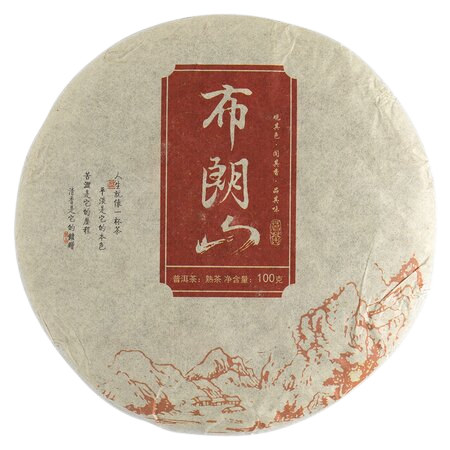 布朗山
观其色·闻其香·品其味
普洱茶：熟茶 净含量：100克
人生就像一杯茶
平淡是它的本色
苦涩是它的历程
清香是它的馈赠